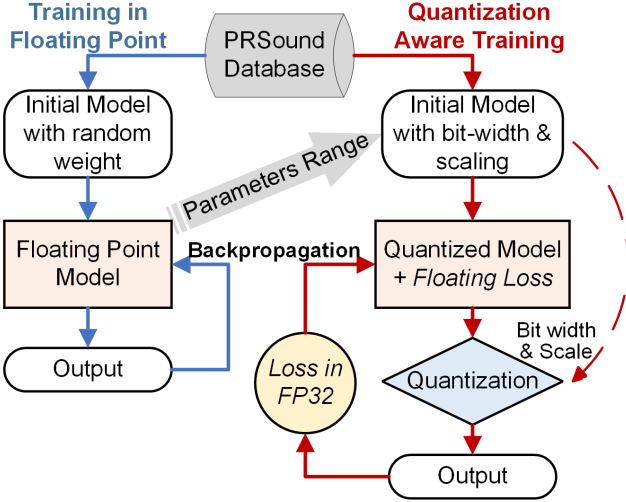 Training in
Floating Point
PRSound
Database
Quantization
Aware Training
Initial Model
with random
weight
Initial Model
with bit-width &
scaling
Parameters Range
Floating Point
Model
Backpropagation
Quantized Model
+ Floating Loss
Bit width
& Scale
Output
Loss in
FP32
Quantization
Output